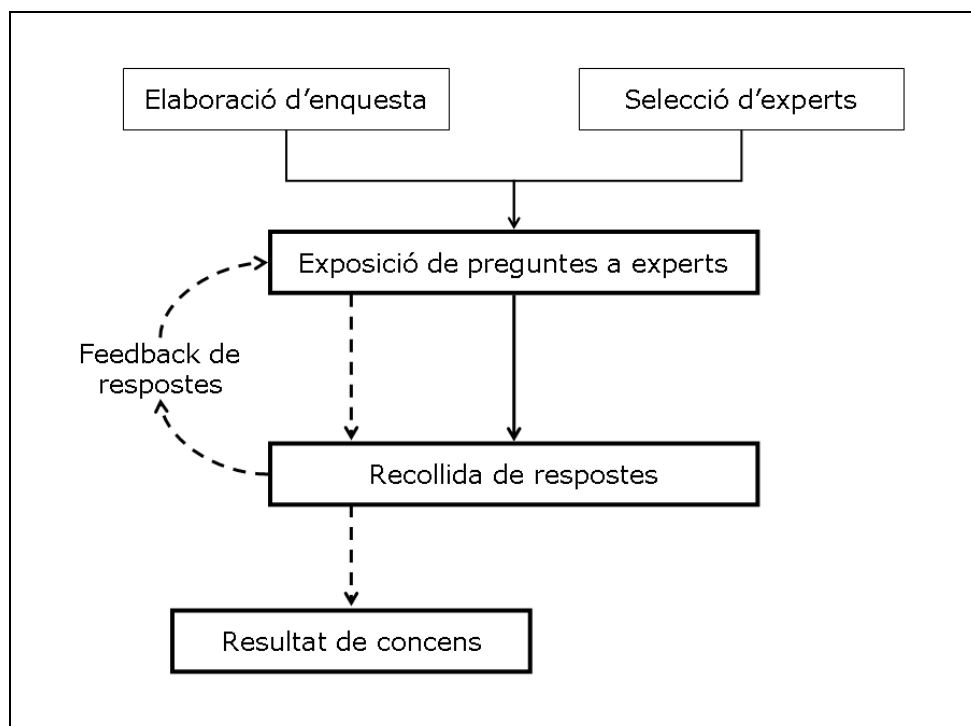 Elaboració d'enquesta
Selecció d'experts
Exposició de preguntes a experts
Feedback de
respostes
Recollida de respostes
Resultat de concens